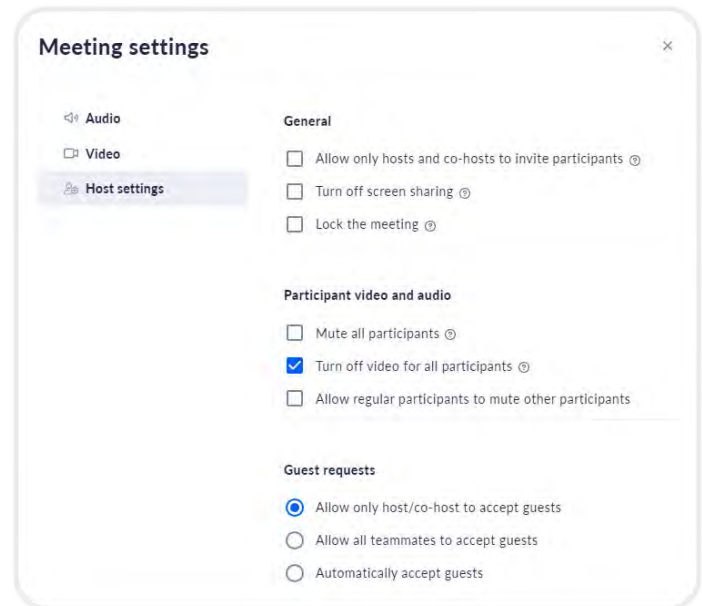 Meeting settings
Audio
Video
Host settings
General
Allow only hosts and co-hosts to invite participants
Turn off screen sharing
Lock the meeting
Participant video and audio
Mute all participants
Turn off video for all participants
Allow regular participants to mute other participants
Guest requests
Allow only host/co-host to accept guests
Allow all teammates to accept guests
Automatically accept guests